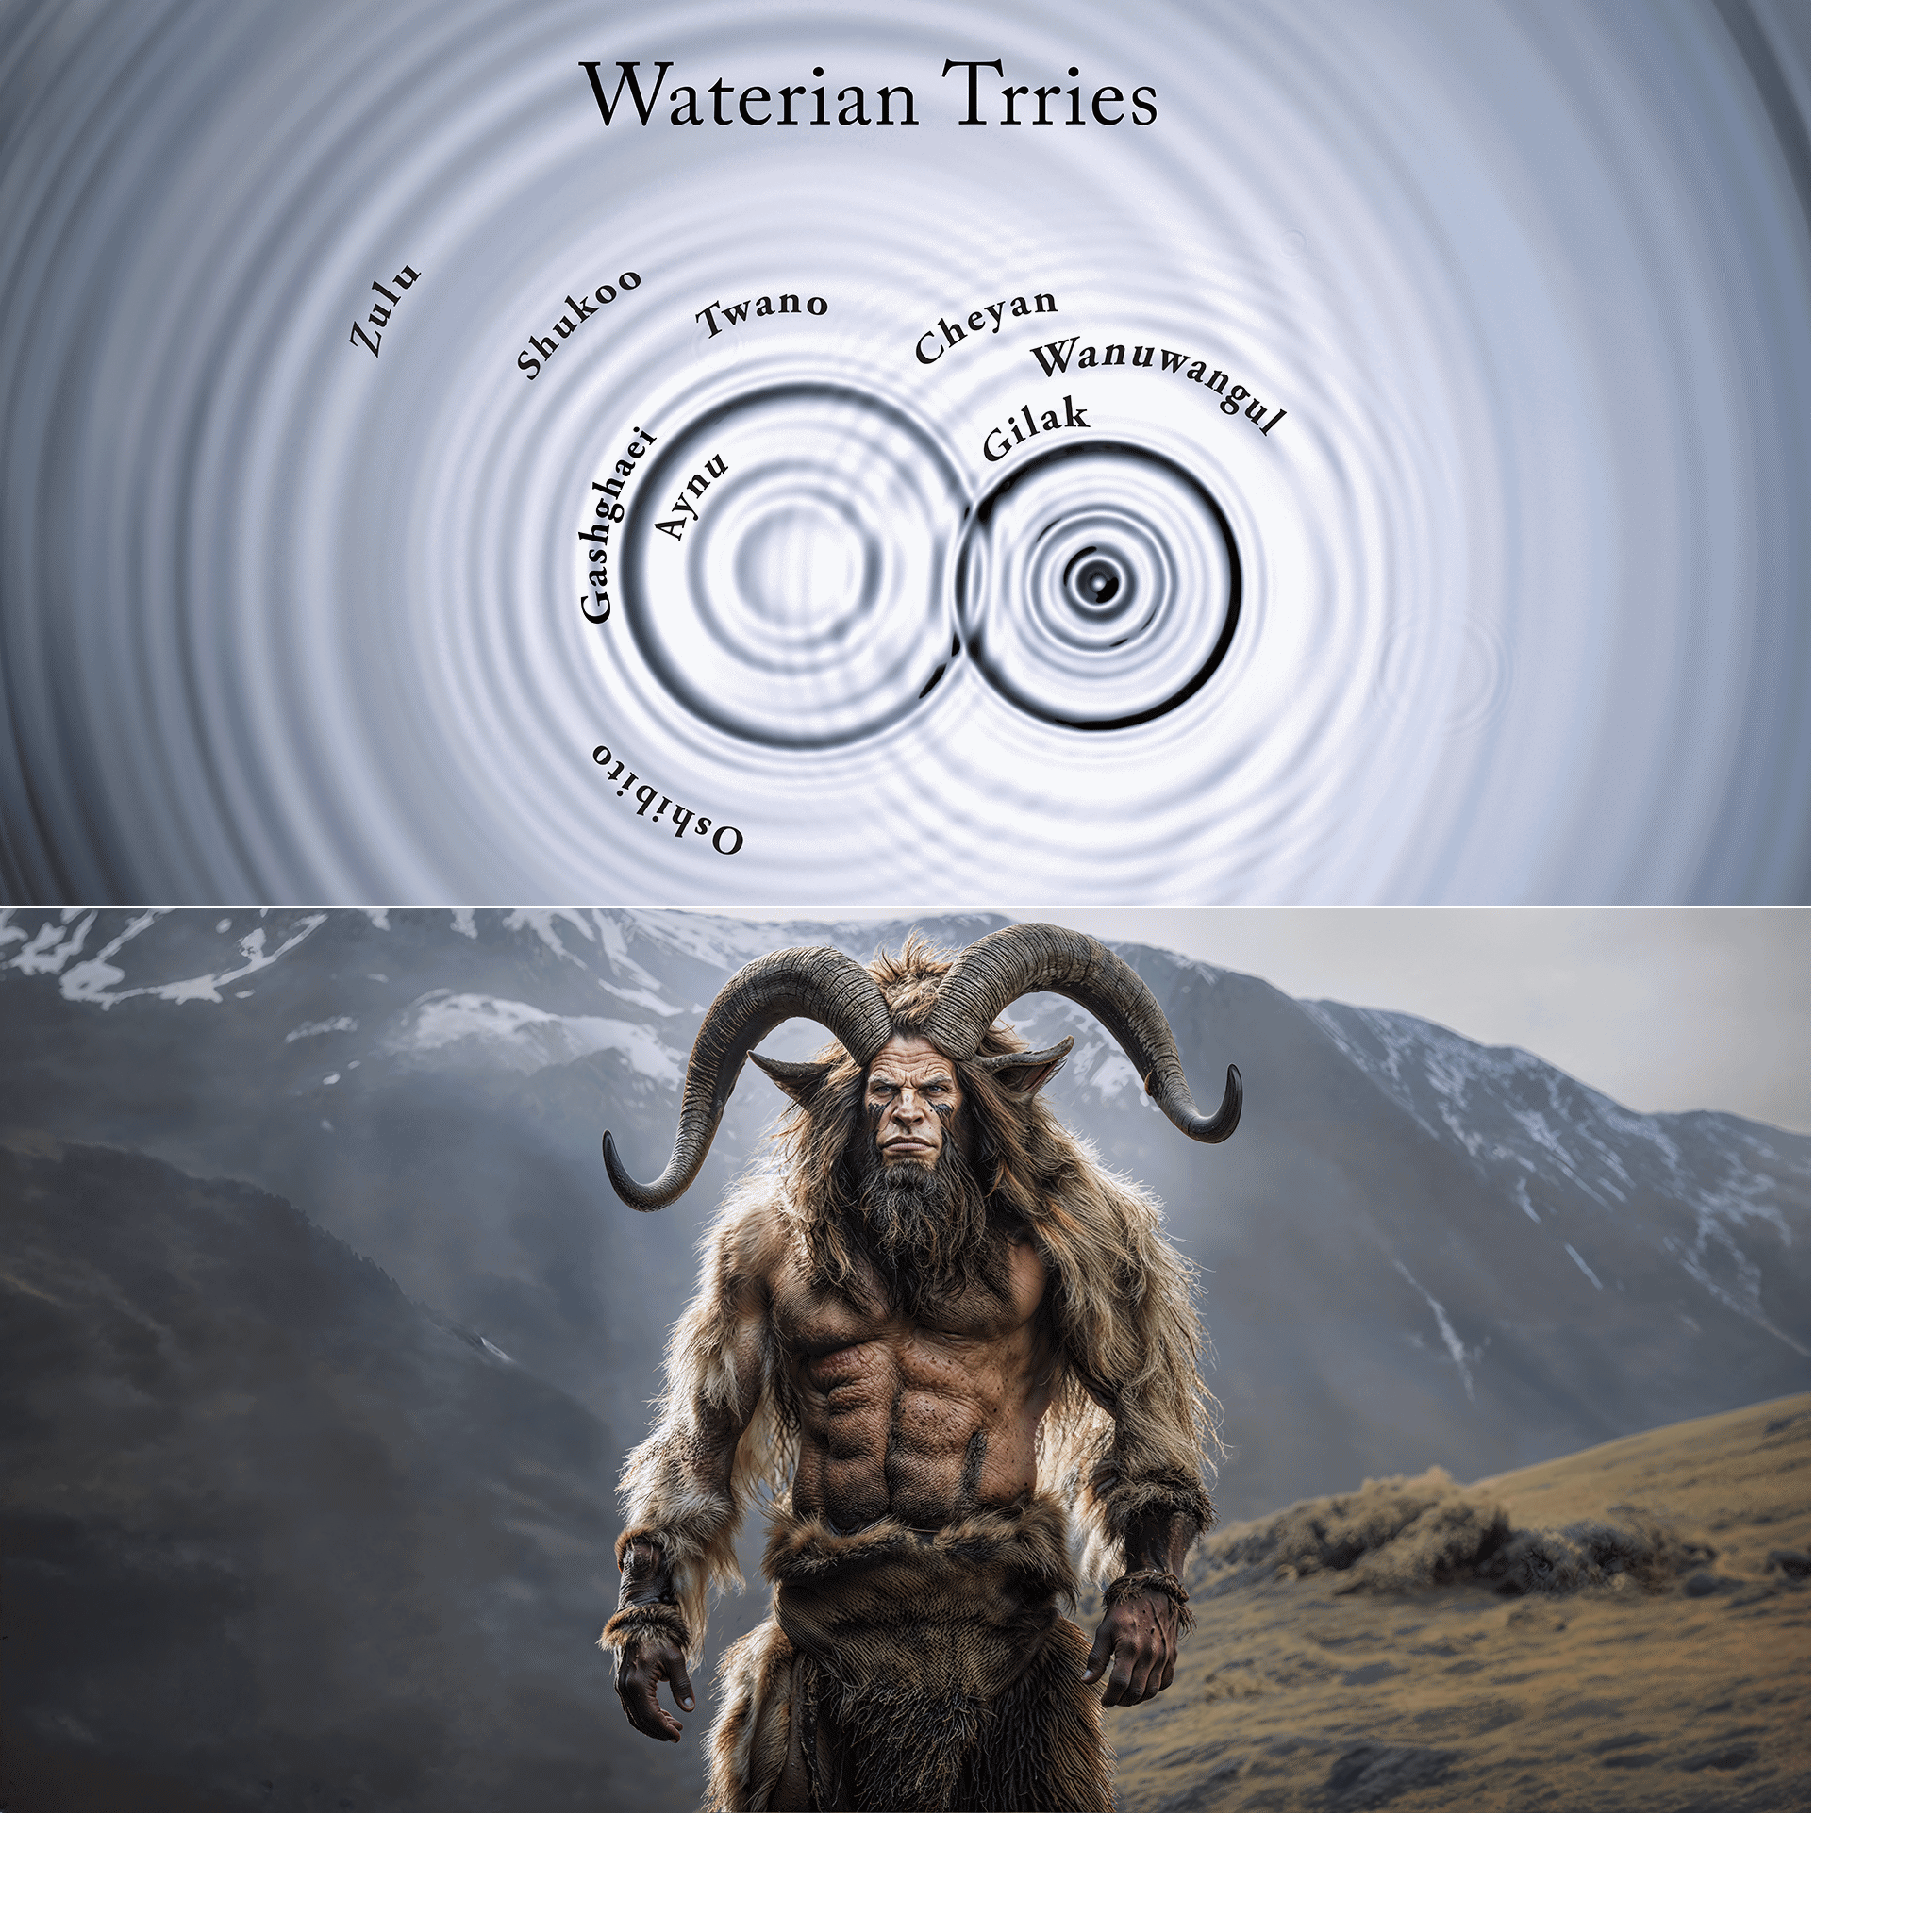 Waterian Trries
Zulu
Shukoo
Twano
Cheyan
Wanuwangul
Gilak
Gashghaei
Aynu
Oshibito